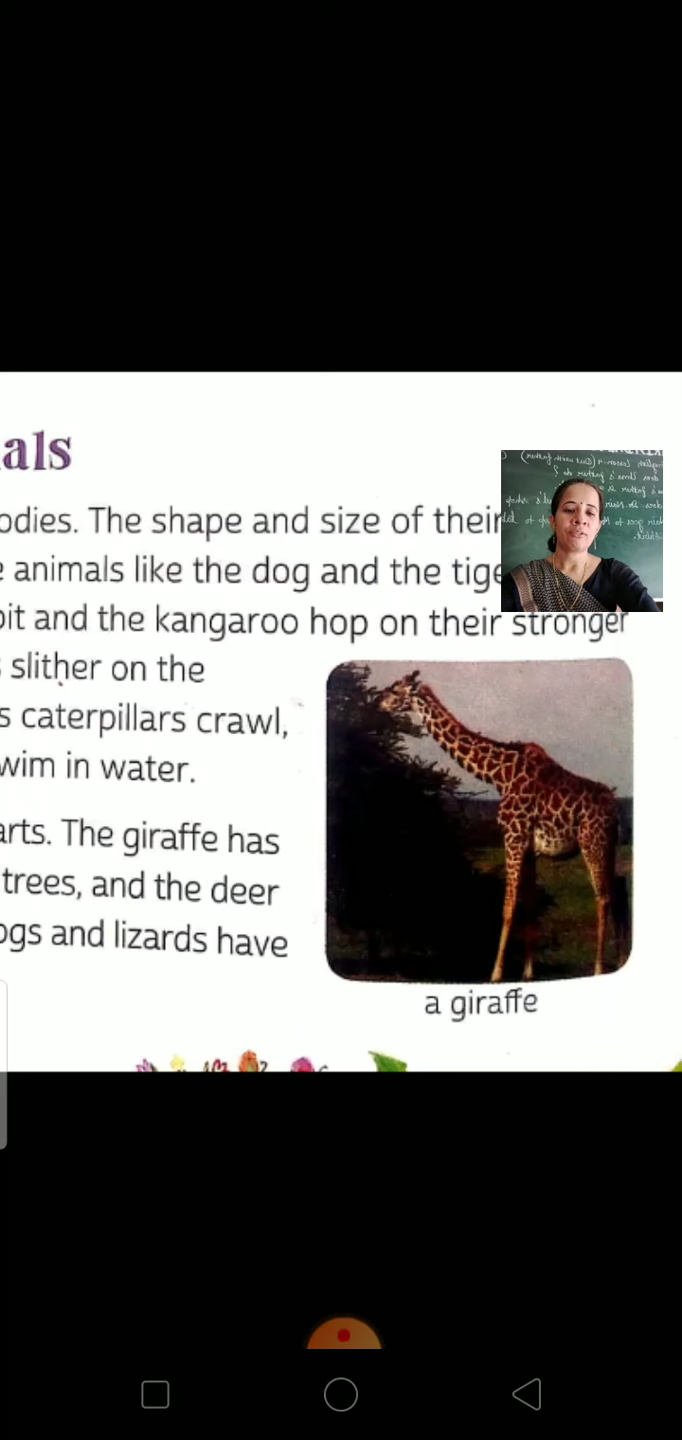 als
odies. The shape and size of their
animals like the dog and the tige
bit and the kangaroo hop on their stronger
slither on the
s caterpillars crawl,
wim in water.
arts. The giraffe has
trees, and the deer
ogs and lizards have
a giraffe